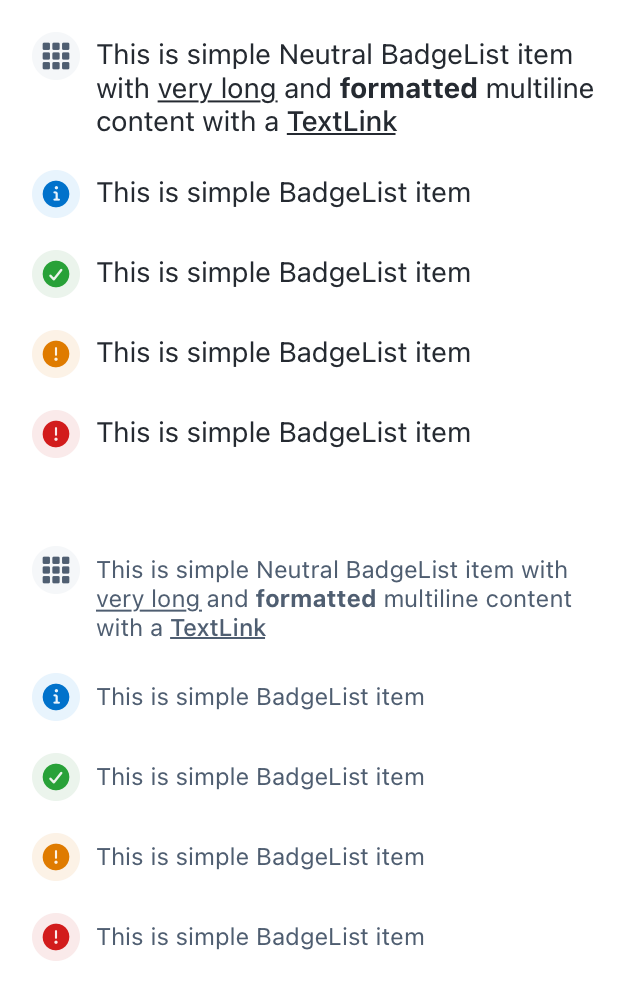 This is simple Neutral BadgeList item
with very long and formatted multiline
content with a TextLink
This is simple BadgeList item
This is simple BadgeList item
This is simple BadgeList item
This is simple BadgeList item
This is simple Neutral BadgeList item with
very long and formatted multiline content
with a TextLink
This is simple BadgeList item
This is simple BadgeList item
This is simple BadgeList item
This is simple BadgeList item